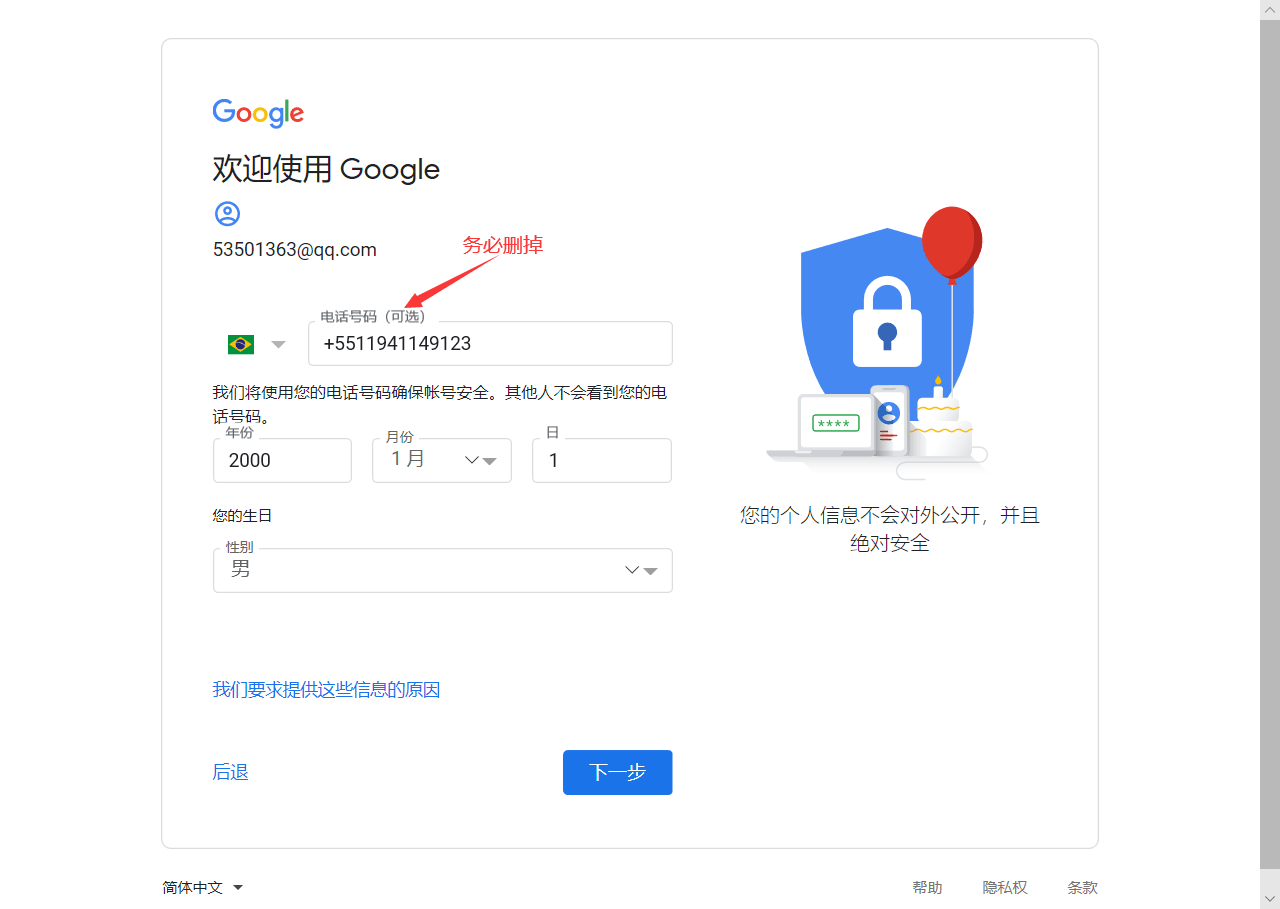 Google
欢迎使用 Google
53501363@qq.com
务必删掉
电话号码（可选）
+5511941149123
我们将使用您的电话号码确保帐号安全。其他人不会看到您的电
话号码。
年份
月份
日
2000
1 月
1
您的生日
性别
男
****
您的个人信息不会对外公开，并且
绝对安全
我们要求提供这些信息的原因
后退
下一步
简体中文
帮助
隐私权
条款